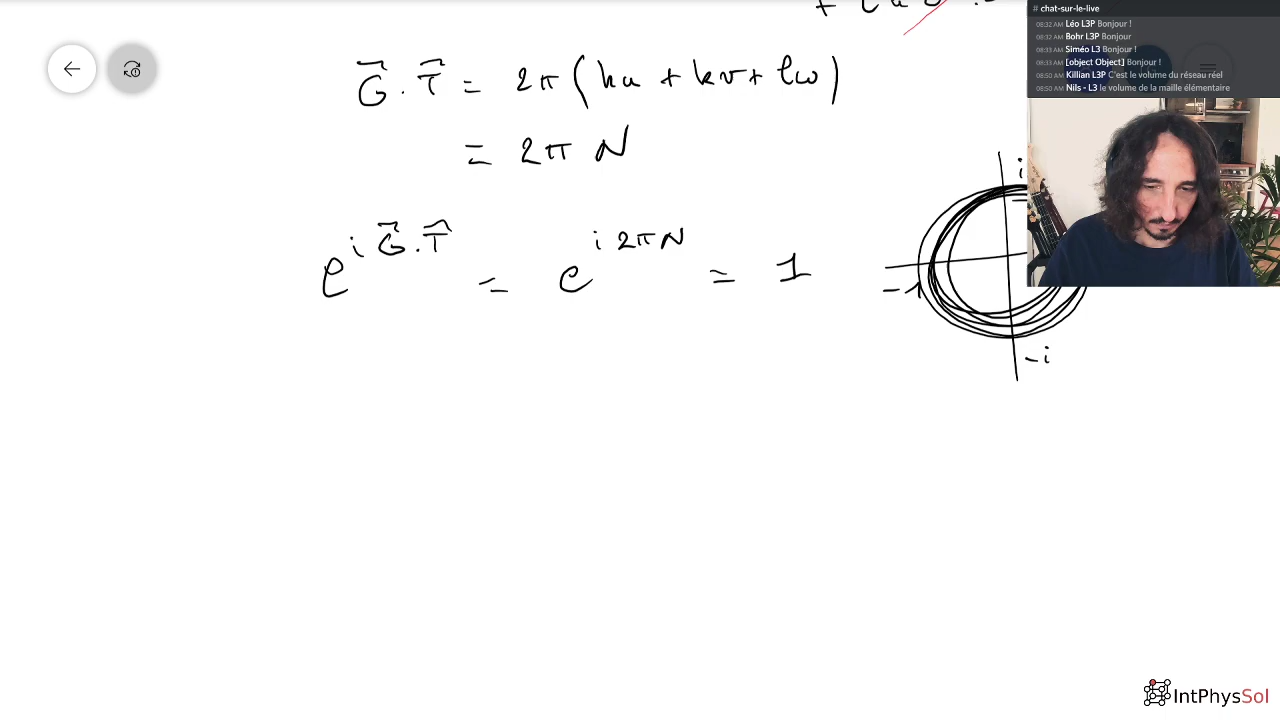 # chat-sur-le-live
08:32 AM Léo L3P Bonjour !
08:32 AM Bohr L3P Bonjour
08:33 AM Siméo L3 Bonjour !
08:33 AM [object Object] Bonjour !
08:50 AM Killian L3P C'est le volume du réseau réel
08:50 AM Nils - L3 le volume de la maille élémentaire
G⃗ . T⃗ = 2π (hu + kv + lw)
= 2π N
e^{i G⃗ . T⃗} = e^{i 2π N} = 1
i
-1
-i
IntPhysSol